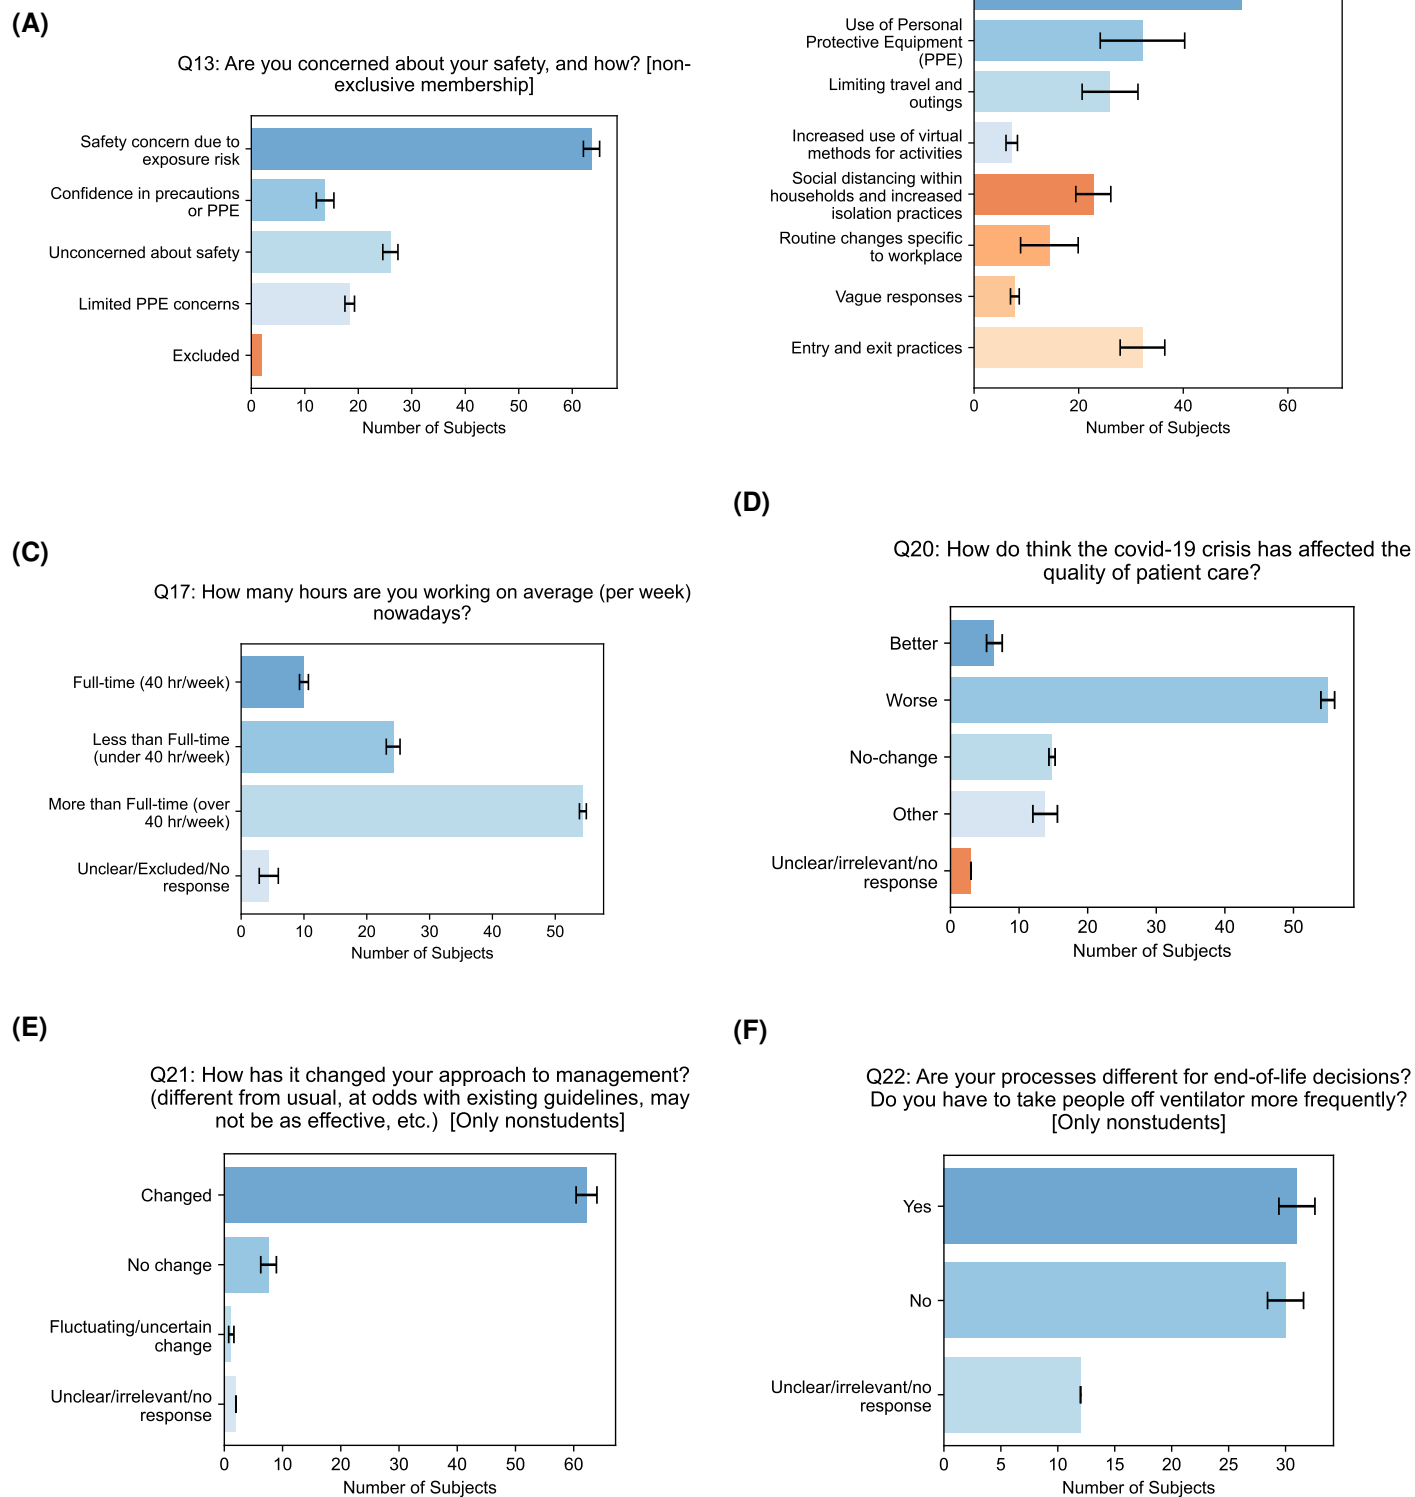 (A)
Q13: Are you concerned about your safety, and how? [non-
exclusive membership]
Safety concern due to
exposure risk
Confidence in precautions
or PPE
Unconcerned about safety
Limited PPE concerns
Excluded
0 10 20 30 40 50 60
Number of Subjects
Use of Personal
Protective Equipment
(PPE)
Limiting travel and
outings
Increased use of virtual
methods for activities
Social distancing within
households and increased
isolation practices
Routine changes specific
to workplace
Vague responses
Entry and exit practices
0 20 40 60
Number of Subjects
(C)
Q17: How many hours are you working on average (per week)
nowadays?
Full-time (40 hr/week)
Less than Full-time
(under 40 hr/week)
More than Full-time (over
40 hr/week)
Unclear/Excluded/No
response
0 10 20 30 40 50
Number of Subjects
(D)
Q20: How do think the covid-19 crisis has affected the
quality of patient care?
Better
Worse
No-change
Other
Unclear/irrelevant/no
response
0 10 20 30 40 50
Number of Subjects
(E)
Q21: How has it changed your approach to management?
(different from usual, at odds with existing guidelines, may
not be as effective, etc.) [Only nonstudents]
Changed
No change
Fluctuating/uncertain
change
Unclear/irrelevant/no
response
0 10 20 30 40 50 60
Number of Subjects
(F)
Q22: Are your processes different for end-of-life decisions?
Do you have to take people off ventilator more frequently?
[Only nonstudents]
Yes
No
Unclear/irrelevant/no
response
0 5 10 15 20 25 30
Number of Subjects